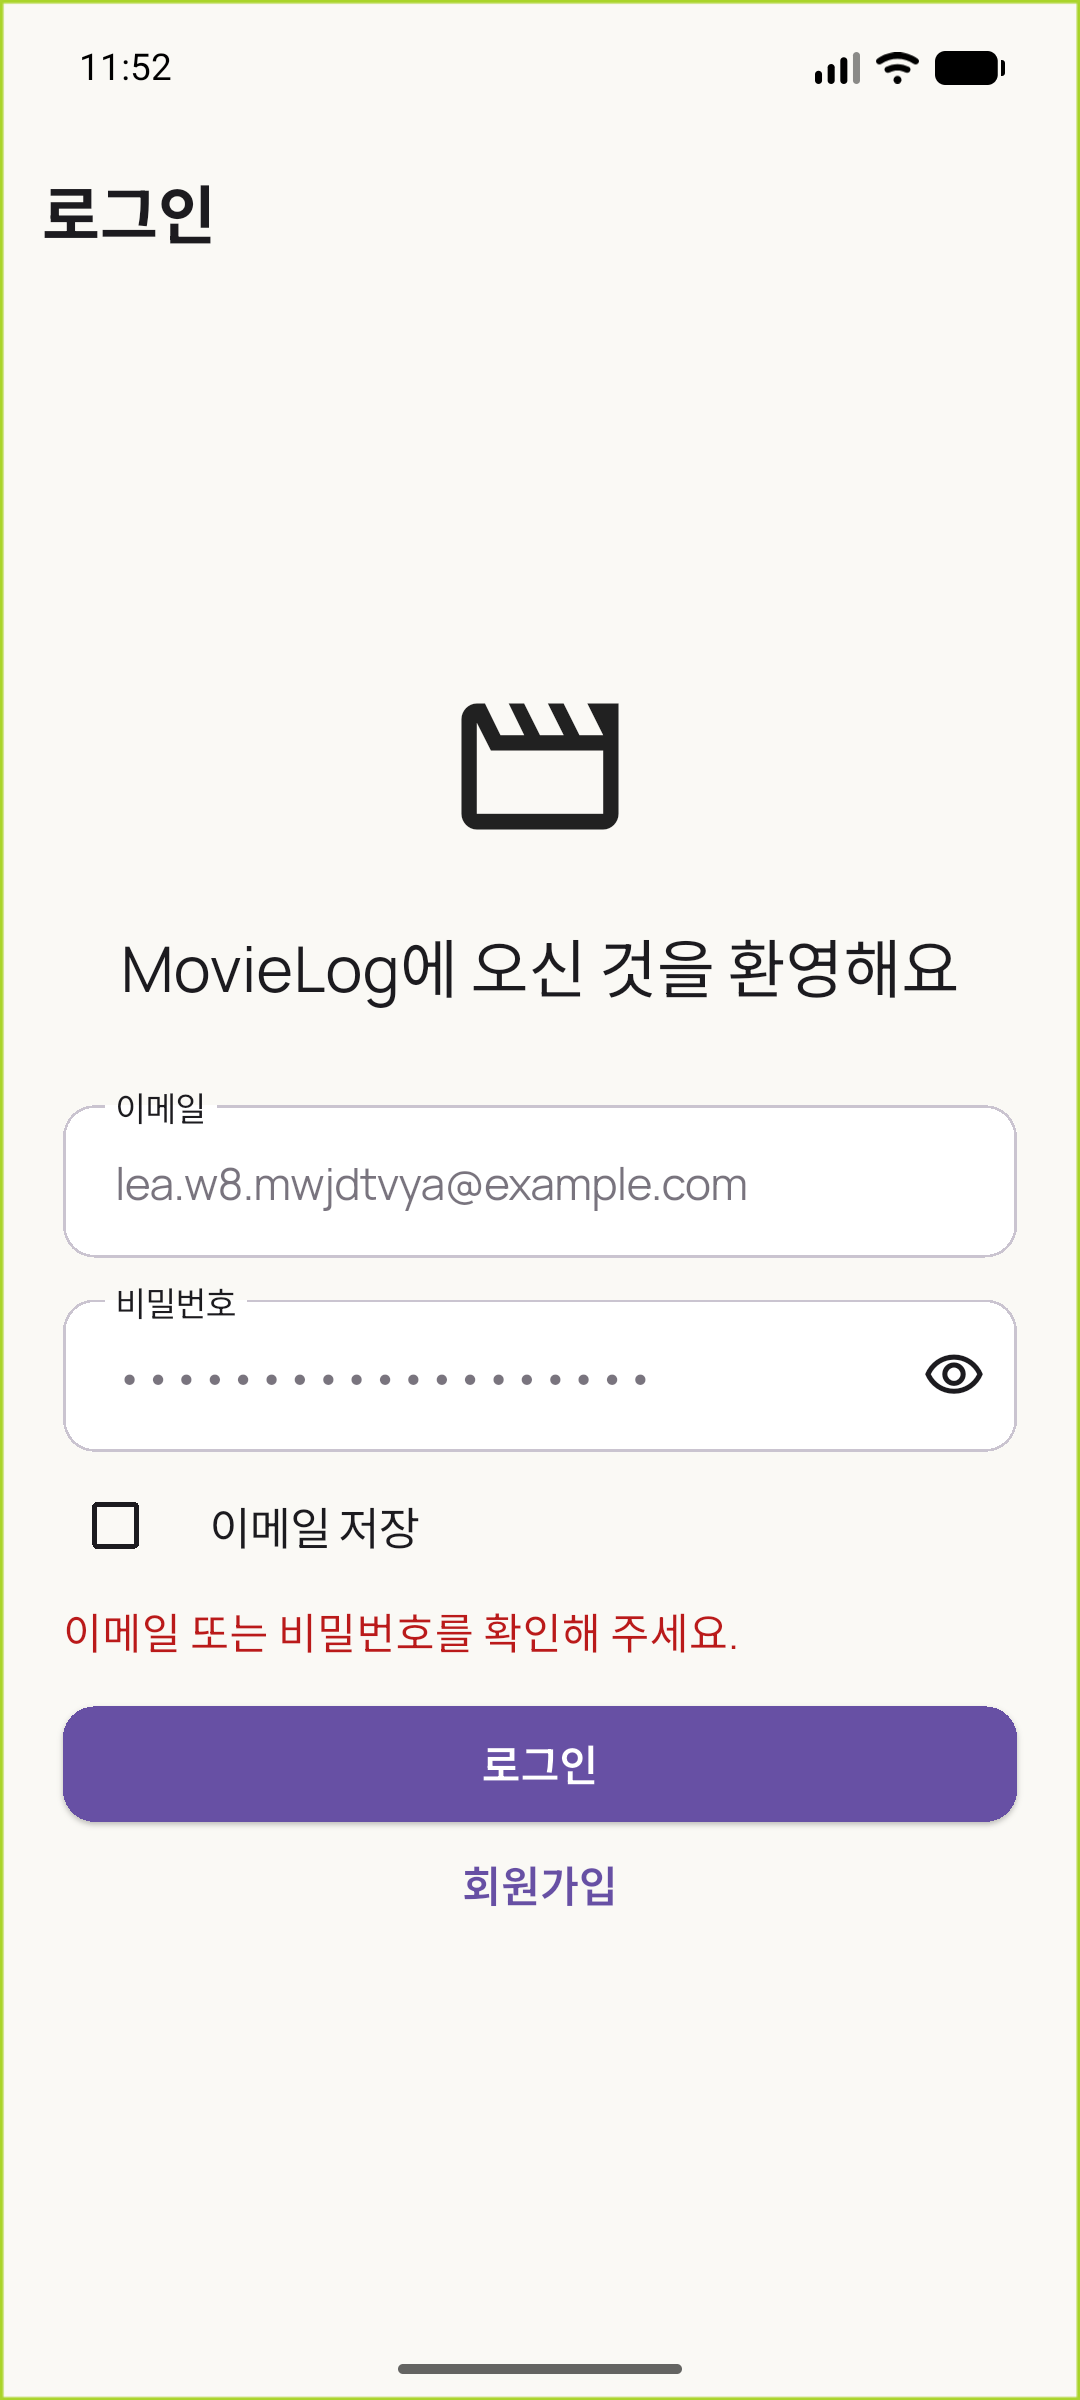 11:52
로그인
MovieLog에 오신 것을 환영해요
이메일
lea.w8.mwjdtvya@example.com
비밀번호
•••••••••••••••••••
이메일 저장
이메일 또는 비밀번호를 확인해 주세요.
로그인
회원가입